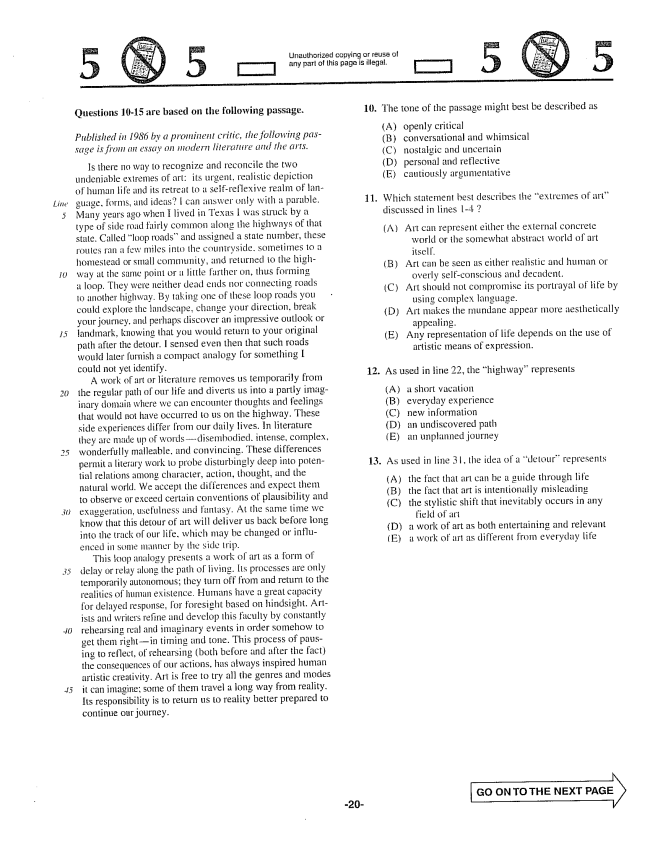 5 5
Unauthorized copying or reuse of
any part of this page is illegal.
5 5
Questions 10-15 are based on the following passage.
Published in 1986 by a prominent critic, the following pas-
sage is from an essay on modern literature and the arts.
Is there no way to recognize and reconcile the two
undeniable extremes of art: its urgent, realistic depiction
of human life and its retreat to a self-reflexive realm of lan-
Line guage, forms, and ideas? I can answer only with a parable.
5 Many years ago when I lived in Texas I was struck by a
type of side road fairly common along the highways of that
state. Called “loop roads” and assigned a state number, these
routes ran a few miles into the countryside, sometimes to a
homestead or small community, and returned to the high-
10 way at the same point or a little farther on, thus forming
a loop. They were neither dead ends nor connecting roads
to another highway. By taking one of these loop roads you
could explore the landscape, change your direction, break
your journey, and perhaps discover an impressive outlook or
15 landmark, knowing that you would return to your original
path after the detour. I sensed even then that such roads
would later furnish a compact analogy for something I
could not yet identify.
A work of art or literature removes us temporarily from
20 the regular path of our life and diverts us into a partly imag-
inary domain where we can encounter thoughts and feelings
that would not have occurred to us on the highway. These
side experiences differ from our daily lives. In literature
they are made up of words—disembodied, intense, complex,
25 wonderfully malleable, and convincing. These differences
permit a literary work to probe disturbingly deep into poten-
tial relations among character, action, thought, and the
natural world. We accept the differences and expect them
to observe or exceed certain conventions of plausibility and
30 exaggeration, usefulness and fantasy. At the same time we
know that this detour of art will deliver us back before long
into the track of our life, which may be changed or influ-
enced in some manner by the side trip.
This loop analogy presents a work of art as a form of
35 delay or relay along the path of living. Its processes are only
temporarily autonomous; they turn off from and return to the
realities of human existence. Humans have a great capacity
for delayed response, for foresight based on hindsight. Art-
ists and writers refine and develop this faculty by constantly
40 rehearsing real and imaginary events in order somehow to
get them right—in timing and tone. This process of paus-
ing to reflect, of rehearsing (both before and after the fact)
the consequences of our actions, has always inspired human
artistic creativity. Art is free to try all the genres and modes
45 it can imagine; some of them travel a long way from reality.
Its responsibility is to return us to reality better prepared to
continue our journey.
10. The tone of the passage might best be described as
(A) openly critical
(B) conversational and whimsical
(C) nostalgic and uncertain
(D) personal and reflective
(E) cautiously argumentative
11. Which statement best describes the “extremes of art”
discussed in lines 1-4 ?
(A) Art can represent either the external concrete
world or the somewhat abstract world of art
itself.
(B) Art can be seen as either realistic and human or
overly self-conscious and decadent.
(C) Art should not compromise its portrayal of life by
using complex language.
(D) Art makes the mundane appear more aesthetically
appealing.
(E) Any representation of life depends on the use of
artistic means of expression.
12. As used in line 22, the “highway” represents
(A) a short vacation
(B) everyday experience
(C) new information
(D) an undiscovered path
(E) an unplanned journey
13. As used in line 31, the idea of a “detour” represents
(A) the fact that art can be a guide through life
(B) the fact that art is intentionally misleading
(C) the stylistic shift that inevitably occurs in any
field of art
(D) a work of art as both entertaining and relevant
(E) a work of art as different from everyday life
GO ON TO THE NEXT PAGE
-20-